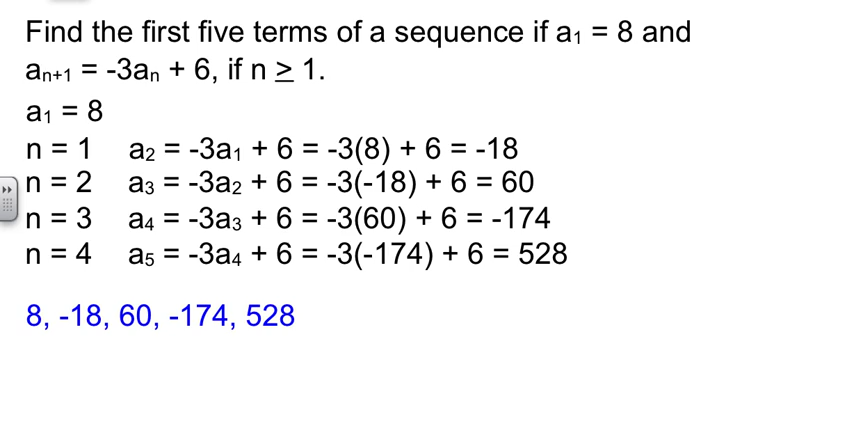 Find the first five terms of a sequence if a₁ = 8 and
aₙ₊₁ = -3aₙ + 6, if n ≥ 1.
a₁ = 8
n = 1 a₂ = -3a₁ + 6 = -3(8) + 6 = -18
n = 2 a₃ = -3a₂ + 6 = -3(-18) + 6 = 60
n = 3 a₄ = -3a₃ + 6 = -3(60) + 6 = -174
n = 4 a₅ = -3a₄ + 6 = -3(-174) + 6 = 528
8, -18, 60, -174, 528